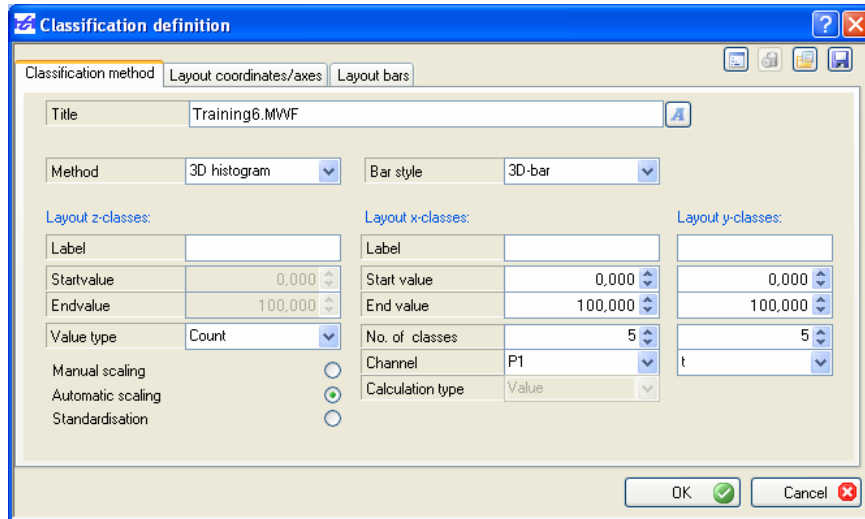 Classification definition
Classification method Layout coordinates/axes Layout bars
Title Training6.MWF A
Method 3D histogram Bar style 3D-bar
Layout z-classes: Layout x-classes: Layout y-classes:
Label Label
Startvalue 0,000 Start value 0,000 0,000
Endvalue 100,000 End value 100,000 100,000
Value type Count No. of classes 5 5
Manual scaling Channel P1 t
Automatic scaling Calculation type Value
Standardisation
OK Cancel